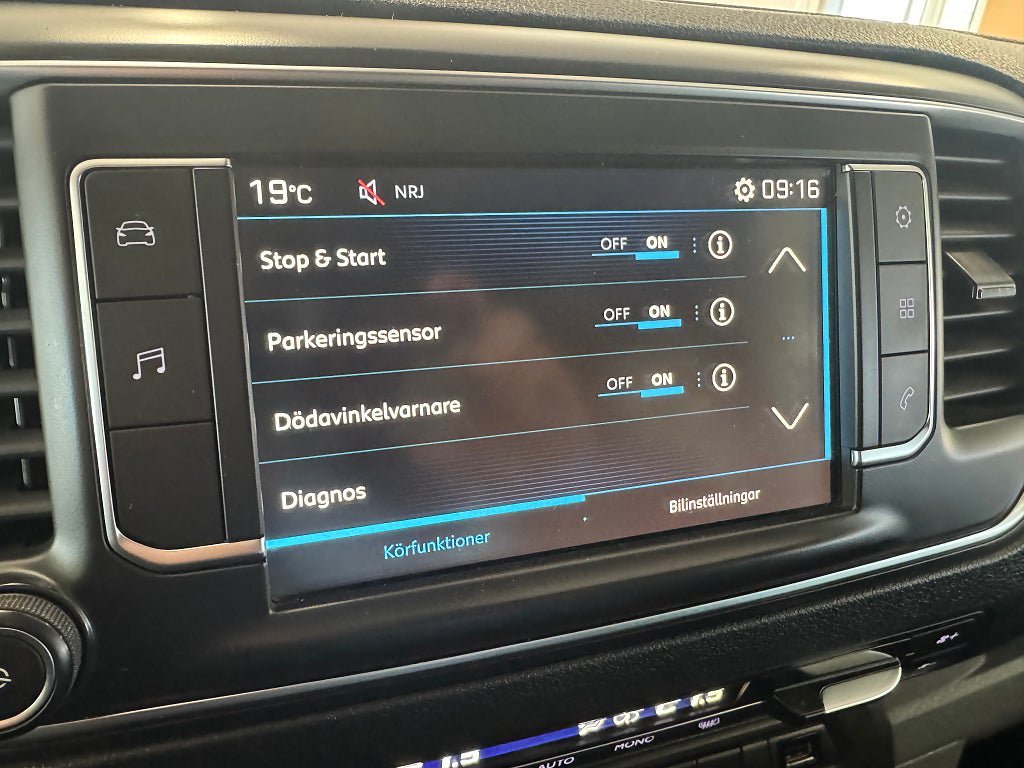 19°C NRJ 09:16
Stop & Start OFF ON
Parkeringssensor OFF ON
Dödavinkelvarnare OFF ON
Diagnos
Körfunktioner Bilinställningar
AUTO MONO